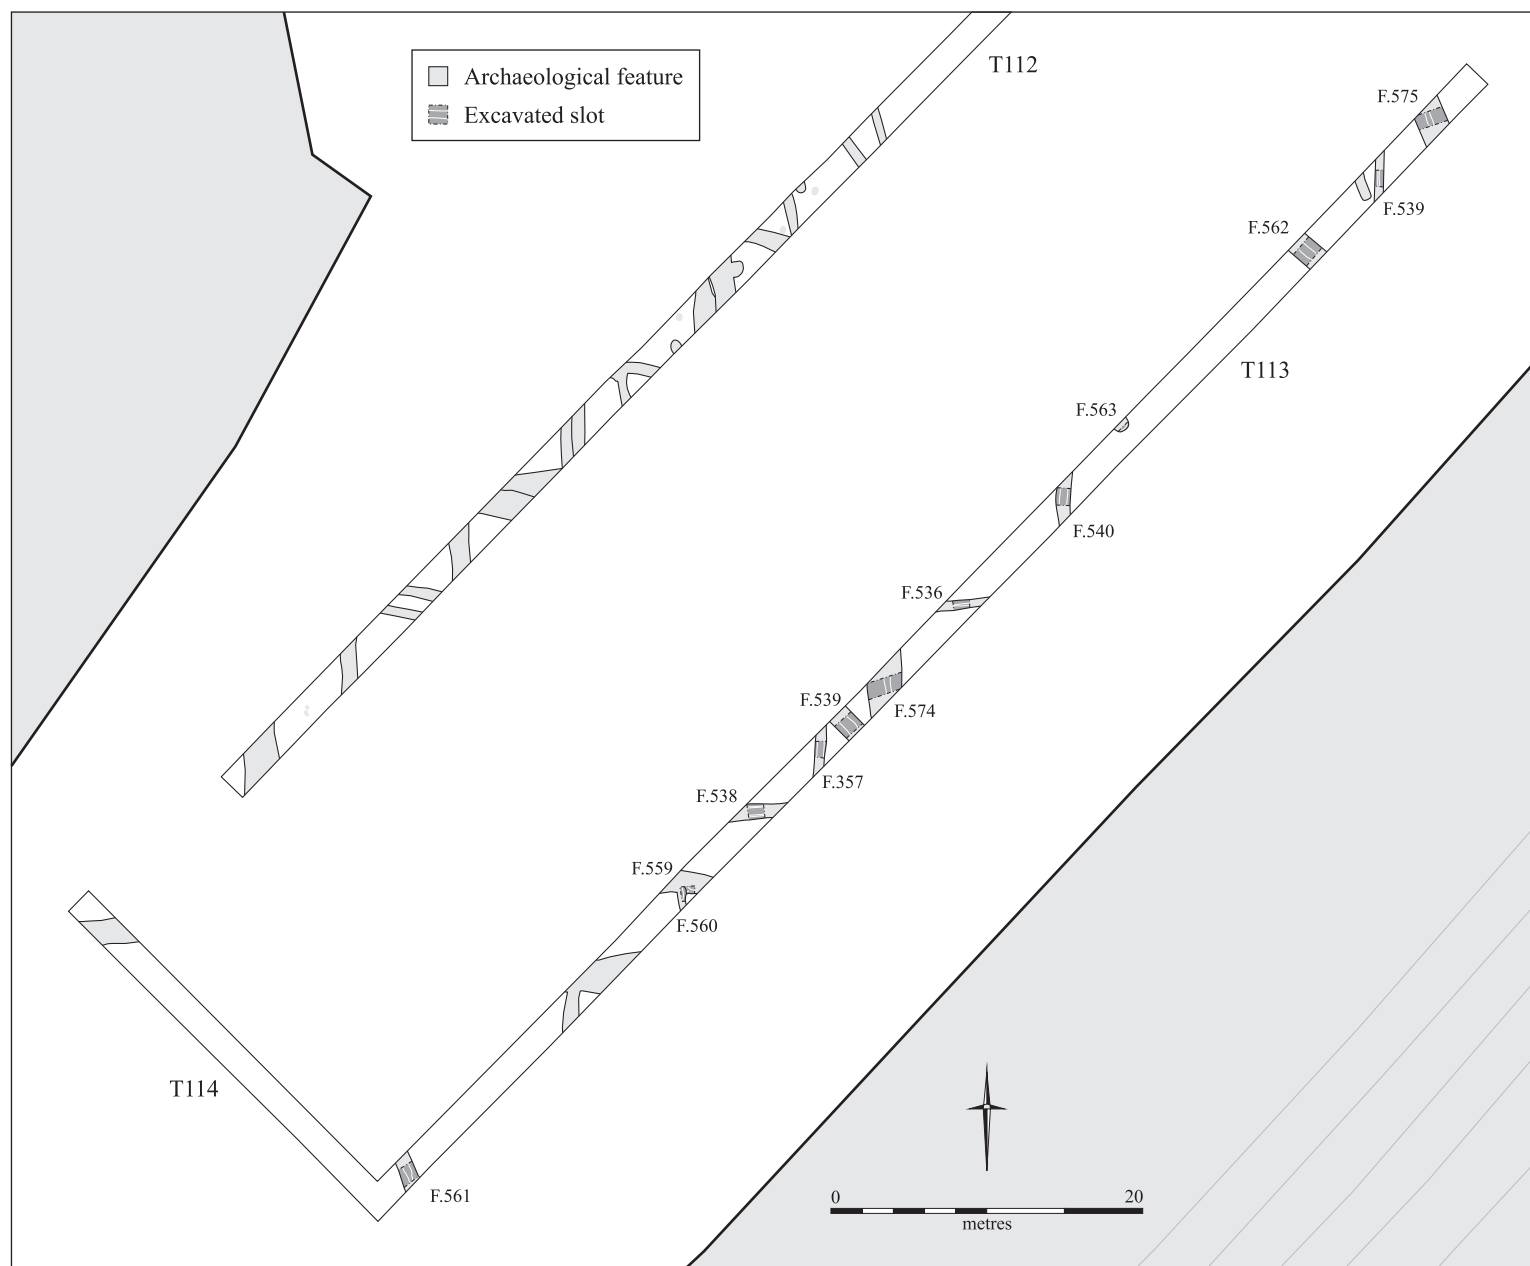 T112
Archaeological feature
Excavated slot
F.575
F.539
F.562
T113
F.563
F.540
F.536
F.539
F.574
F.357
F.538
F.559
F.560
T114
F.561
0 20
metres